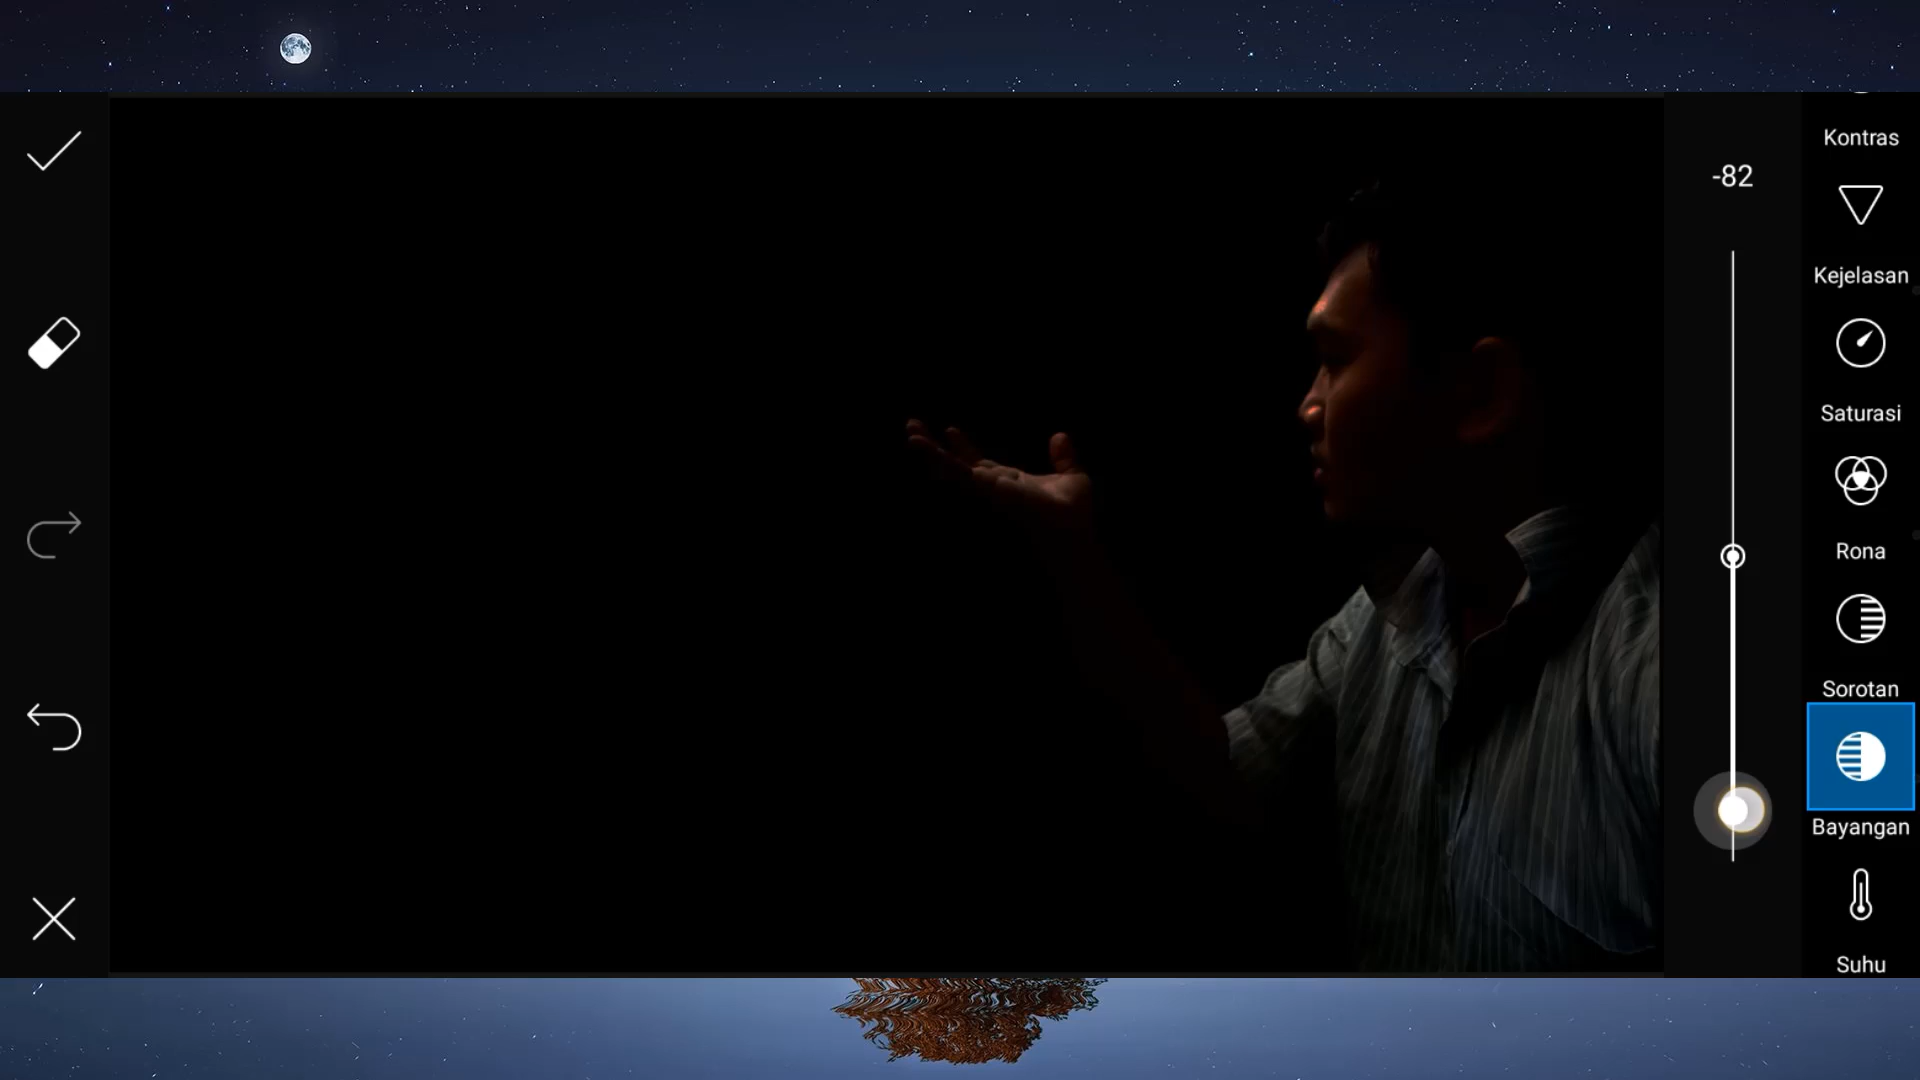 Kontras
-82
Kejelasan
Saturasi
Rona
Sorotan
Bayangan
Suhu